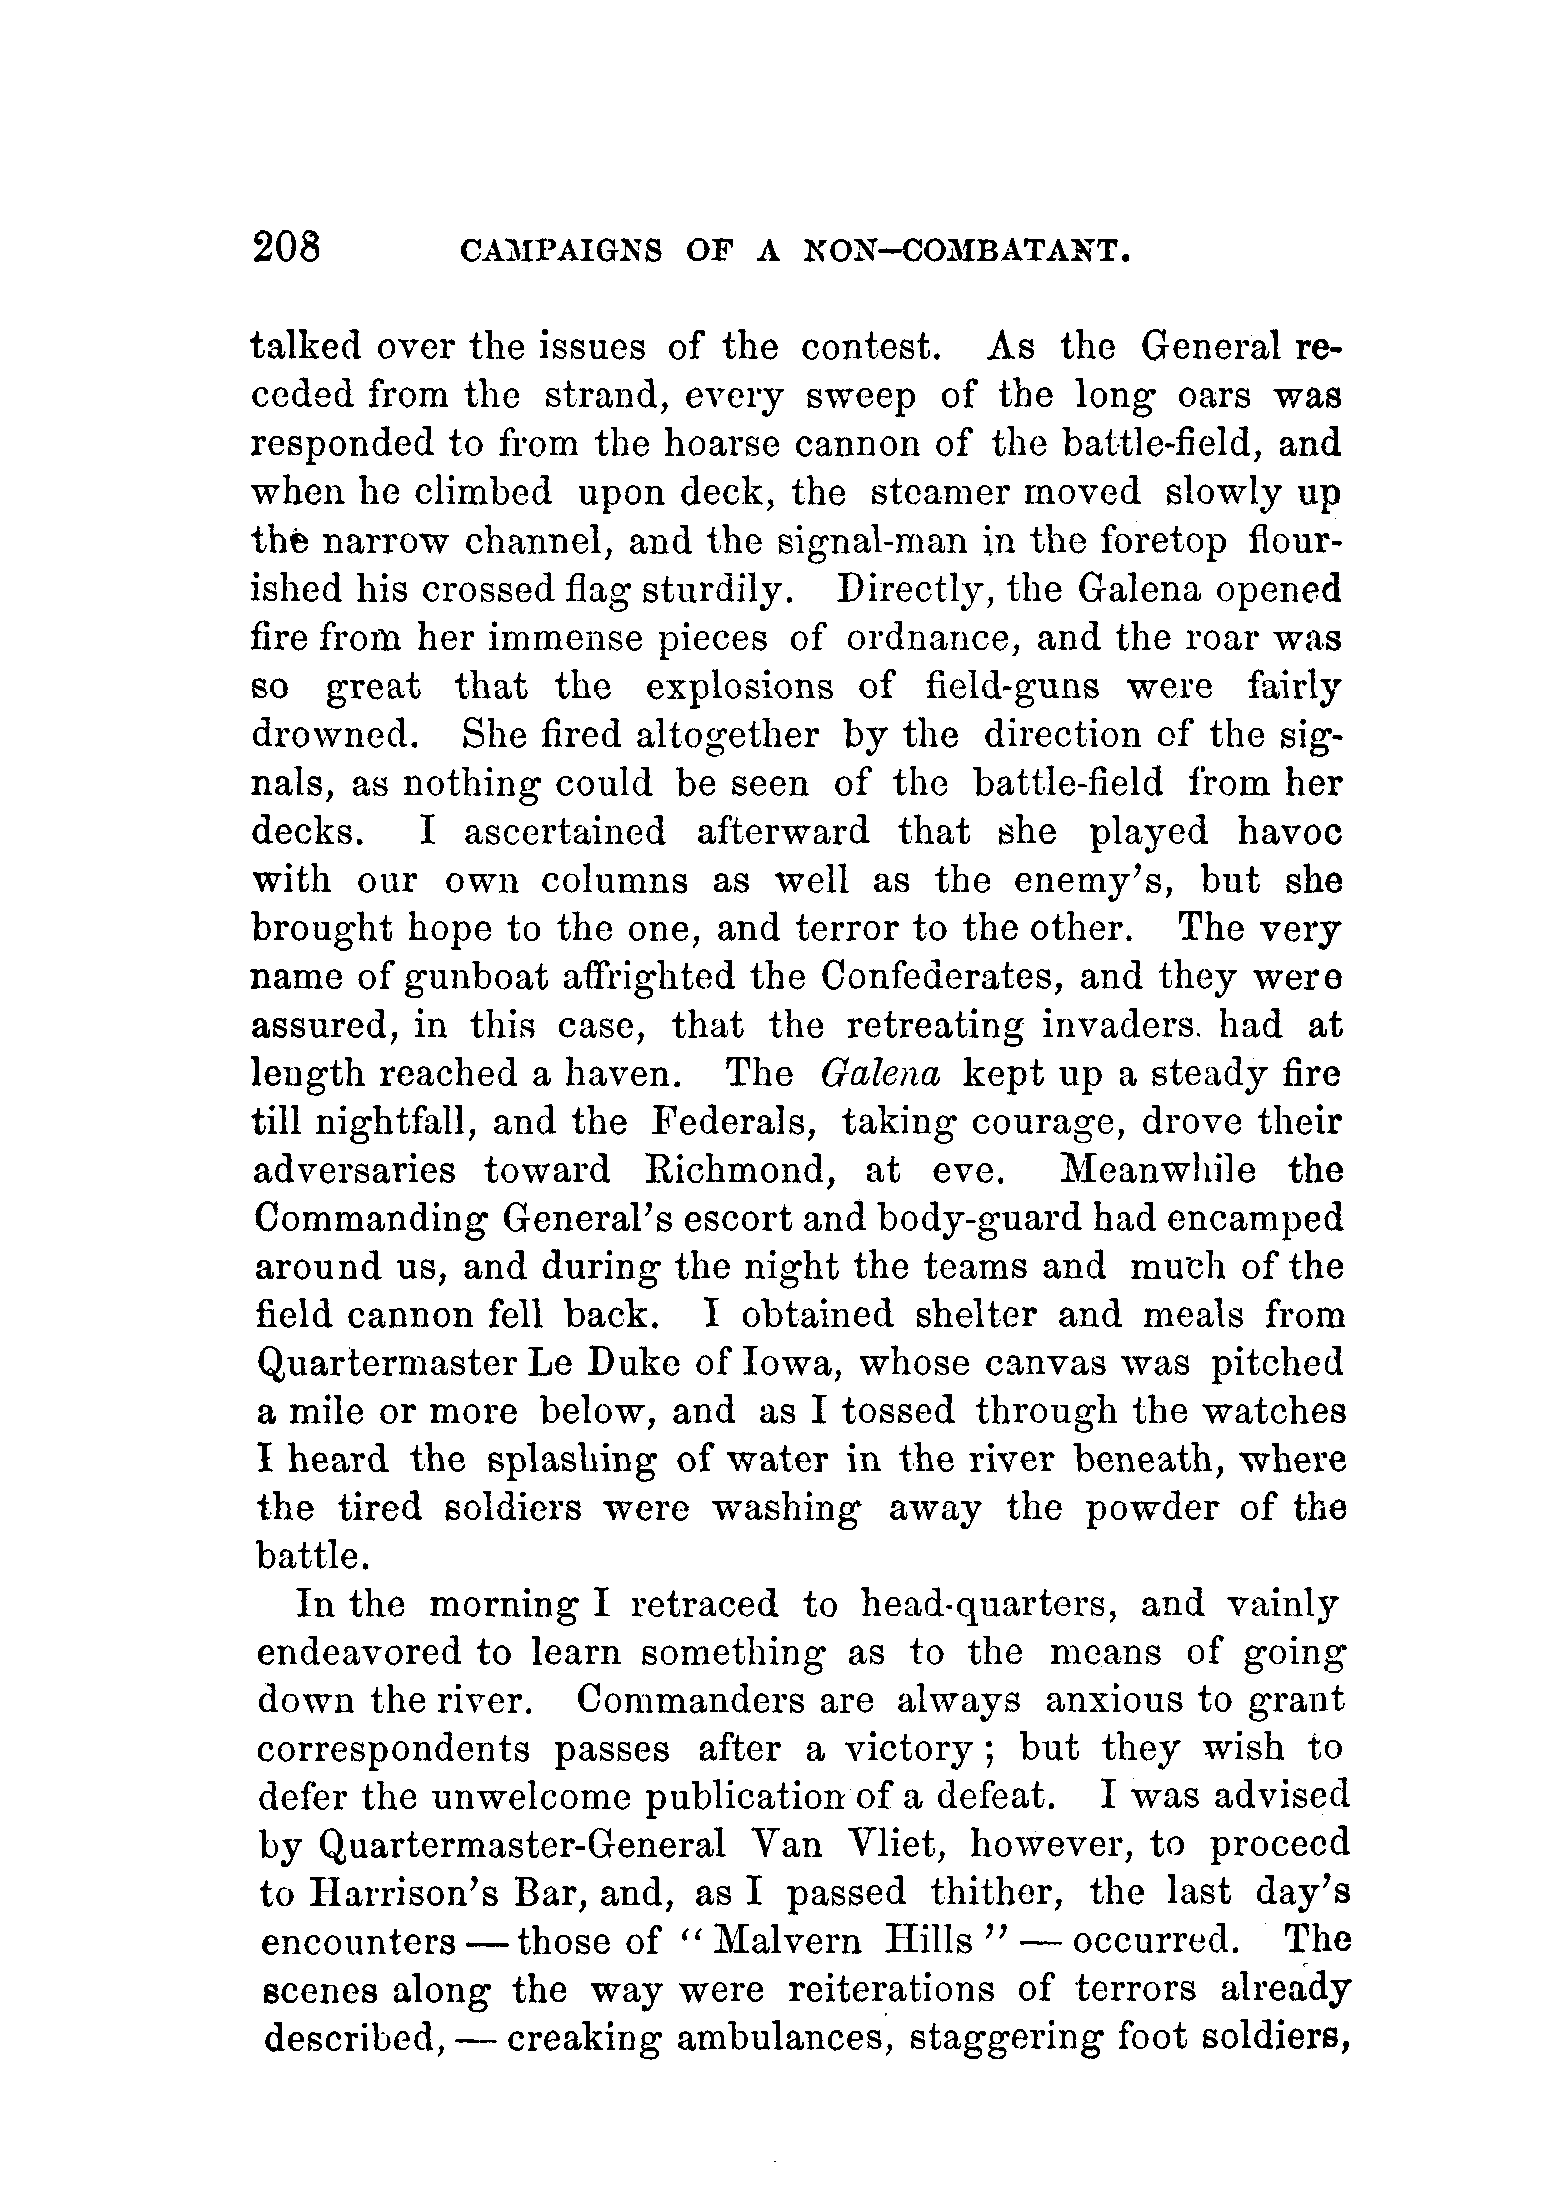 208 CAMPAIGNS OF A NON-COMBATANT.
talked over the issues of the contest. As the General re-
ceded from the strand, every sweep of the long oars was
responded to from the hoarse cannon of the battle-field, and
when he climbed upon deck, the steamer moved slowly up
the narrow channel, and the signal-man in the foretop flour-
ished his crossed flag sturdily. Directly, the Galena opened
fire from her immense pieces of ordnance, and the roar was
so great that the explosions of field-guns were fairly
drowned. She fired altogether by the direction of the sig-
nals, as nothing could be seen of the battle-field from her
decks. I ascertained afterward that she played havoc
with our own columns as well as the enemy's, but she
brought hope to the one, and terror to the other. The very
name of gunboat affrighted the Confederates, and they were
assured, in this case, that the retreating invaders. had at
length reached a haven. The Galena kept up a steady fire
till nightfall, and the Federals, taking courage, drove their
adversaries toward Richmond, at eve. Meanwhile the
Commanding General's escort and body-guard had encamped
around us, and during the night the teams and much of the
field cannon fell back. I obtained shelter and meals from
Quartermaster Le Duke of Iowa, whose canvas was pitched
a mile or more below, and as I tossed through the watches
I heard the splashing of water in the river beneath, where
the tired soldiers were washing away the powder of the
battle.
In the morning I retraced to head-quarters, and vainly
endeavored to learn something as to the means of going
down the river. Commanders are always anxious to grant
correspondents passes after a victory; but they wish to
defer the unwelcome publication of a defeat. I was advised
by Quartermaster-General Van Vliet, however, to proceed
to Harrison's Bar, and, as I passed thither, the last day's
encounters — those of "Malvern Hills" — occurred. The
scenes along the way were reiterations of terrors already
described, — creaking ambulances, staggering foot soldiers,